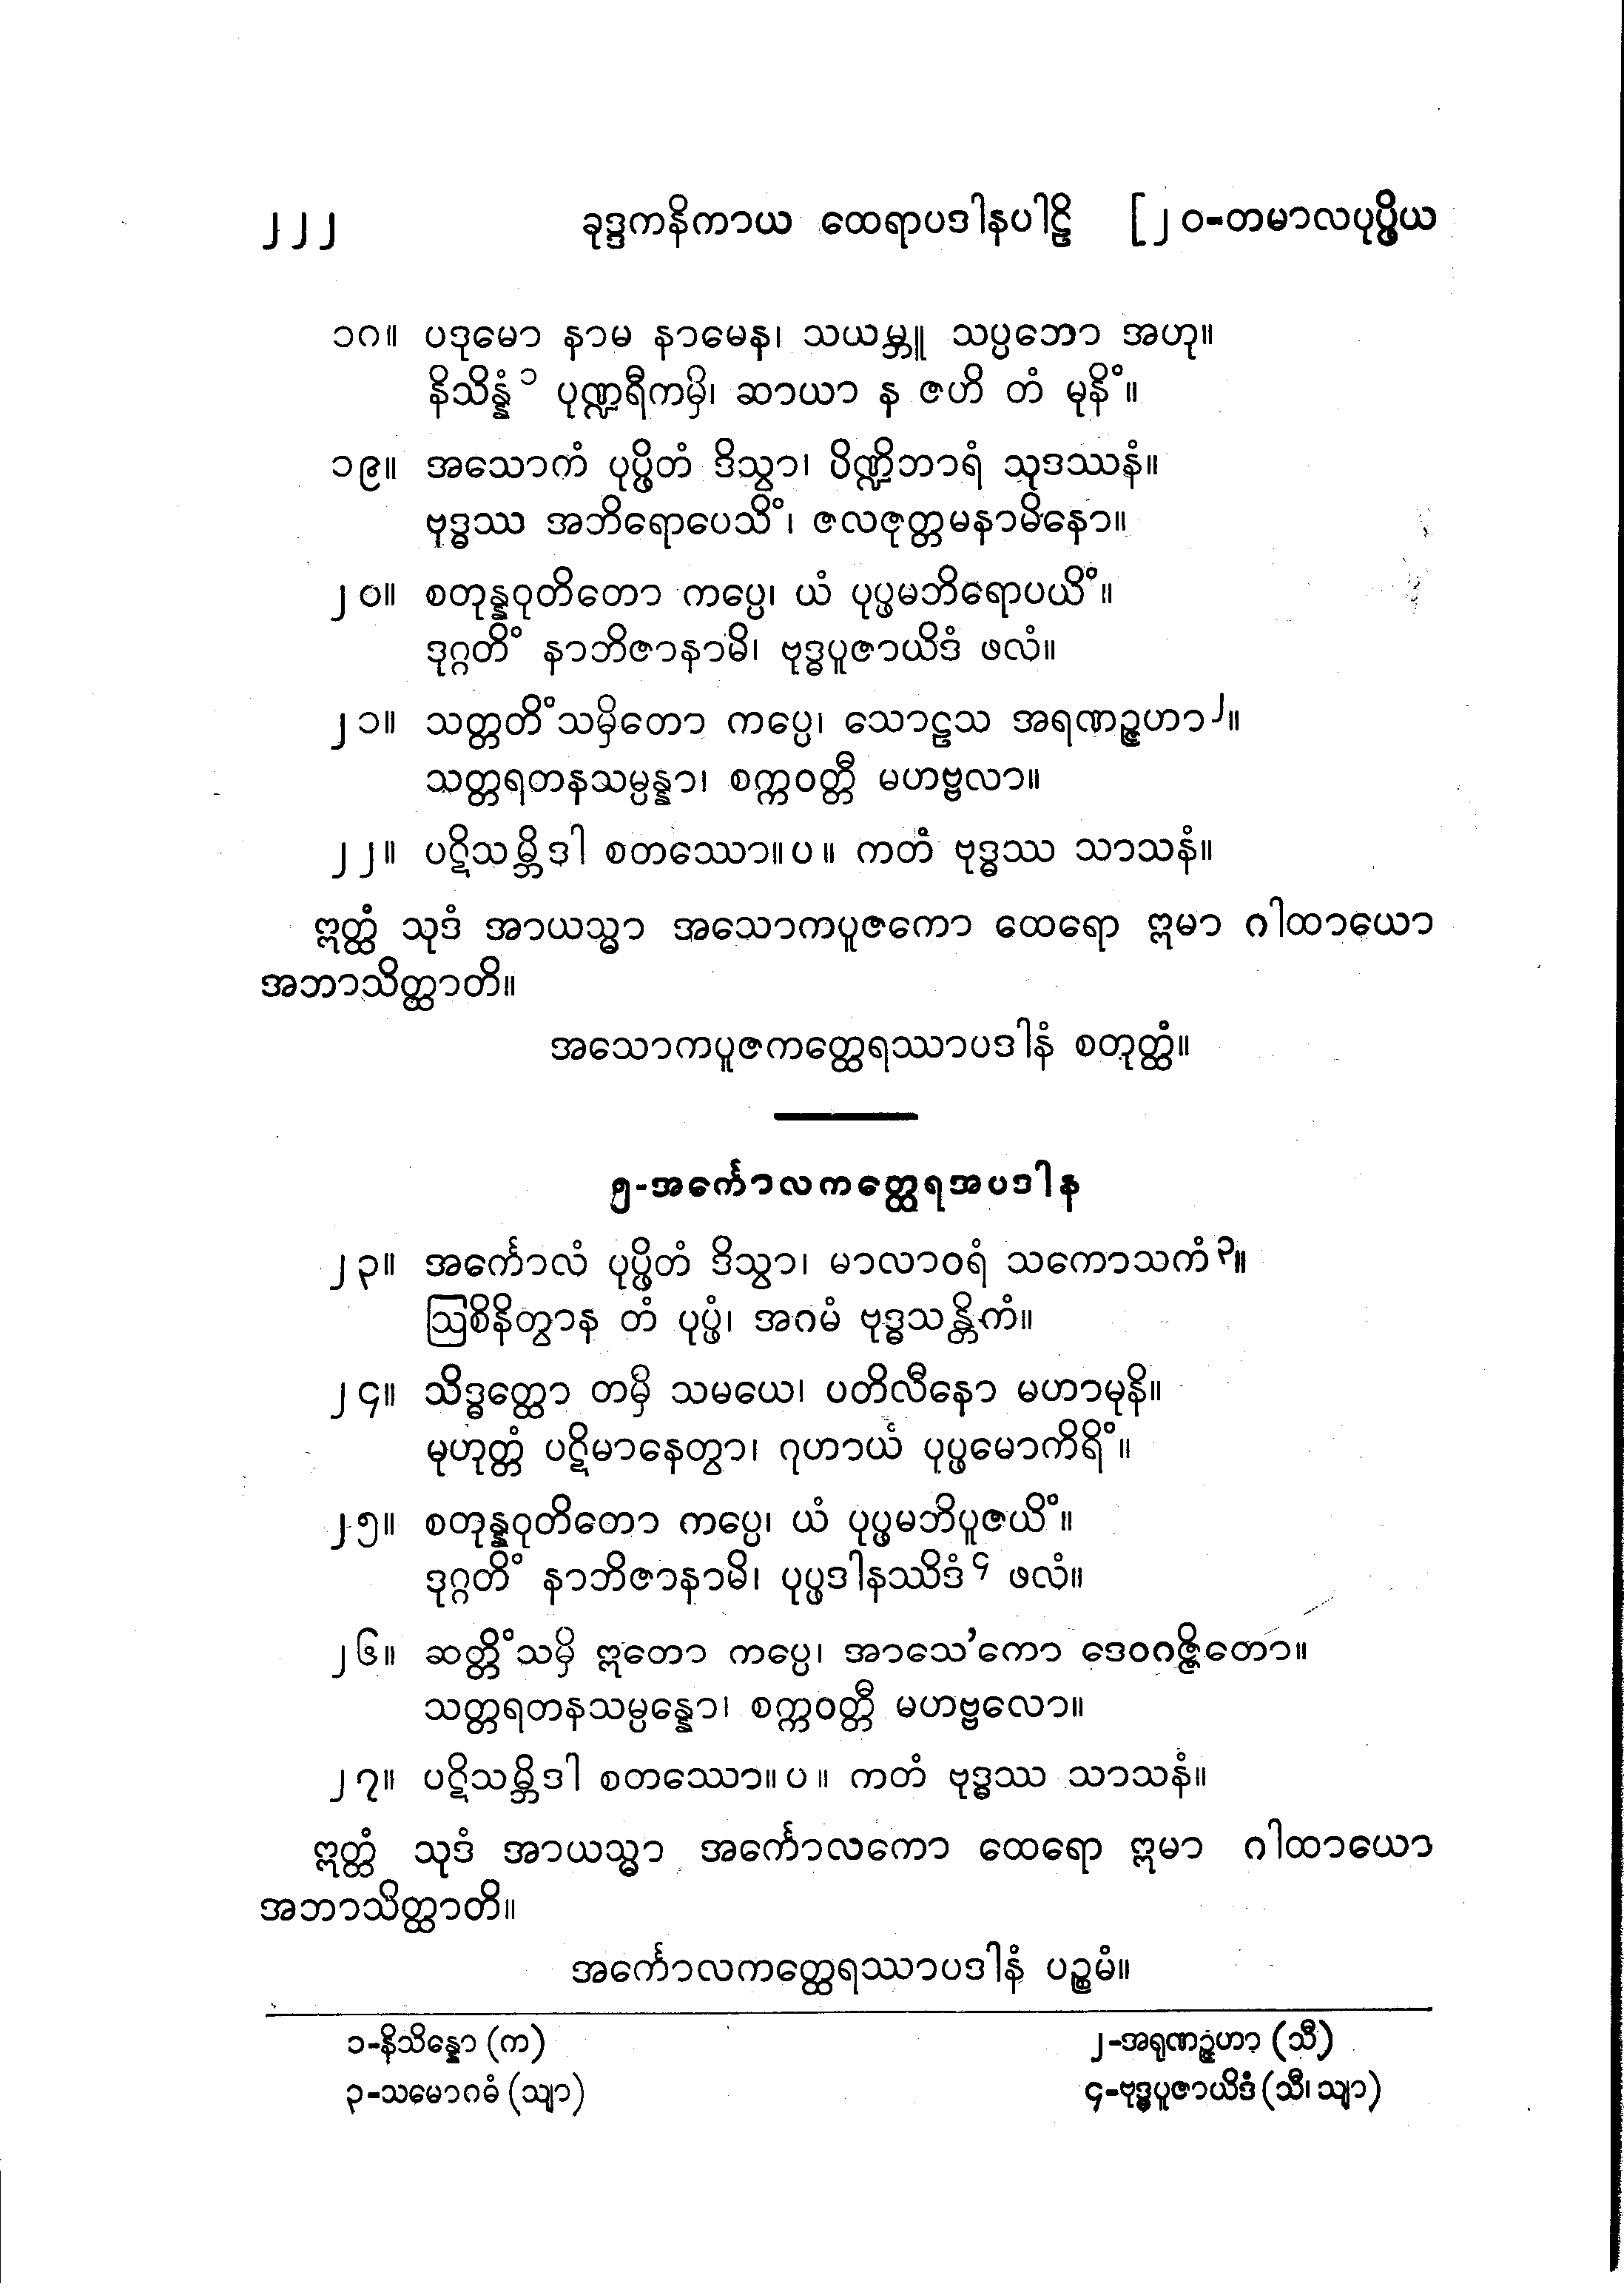 ၂၂၂ ခုဒ္ဒကနိကာယ ထေရာပဒါနပါဠိ [၂၀-တမာလပုပ္ဖိယ
၁ဂ။ ပဒုမော နာမ နာမေန၊ သယမ္ဘူ သပ္ပဘော အဟု။
နိသိန္နံ၁ ပုဏ္ဍရီကမှိ၊ ဆာယာ န ဇဟိ တံ မုနိံ။
၁၉။ အသောကံ ပုပ္ဖိတံ ဒိသွာ၊ ပိဏ္ဍိဘာရံ သုဒဿနံ။
ဗုဒ္ဓဿ အဘိရောပေသိံ၊ ဇလဇုတ္တမနာမိနော။
၂၀။ စတုန္နဝုတိတော ကပ္ပေ၊ ယံ ပုပ္ဖမဘိရောပယိံ။
ဒုဂ္ဂတိံ နာဘိဇာနာမိ၊ ဗုဒ္ဓပူဇာယိဒံ ဖလံ။
၂၁။ သတ္တတိံသမှိတော ကပ္ပေ၊ သောဠသ အရဏဉ္ဇဟာ၂။
သတ္တရတနသမ္ပန္နာ၊ စက္ကဝတ္တီ မဟဗ္ဗလာ။
၂၂။ ပဋိသမ္ဘိဒါ စတဿော။ပ။ ကတံ ဗုဒ္ဓဿ သာသနံ။
ဣတ္ထံ သုဒံ အာယသ္မာ အသောကပူဇကော ထေရော ဣမာ ဂါထာယော
အဘာသိတ္ထာတိ။
အသောကပူဇကတ္ထေရဿာပဒါနံ စတုတ္ထံ။
၅-အင်္ကောလကတ္ထေရအပဒါန
၂၃။ အင်္ကောလံ ပုပ္ဖိတံ ဒိသွာ၊ မာလာဝရံ သကောသကံ၃။
ဩစိနိတွာန တံ ပုပ္ဖံ၊ အဂမံ ဗုဒ္ဓသန္တိကံ။
၂၄။ သိဒ္ဓတ္ထော တမှိ သမယေ၊ ပတိလီနော မဟာမုနိ။
မုဟုတ္တံ ပဋိမာနေတွာ၊ ဂုဟာယံ ပုပ္ဖမောကိရိံ။
၂၅။ စတုန္နဝုတိတော ကပ္ပေ၊ ယံ ပုပ္ဖမဘိပူဇယိံ။
ဒုဂ္ဂတိံ နာဘိဇာနာမိ၊ ပုပ္ဖဒါနဿိဒံ၄ ဖလံ။
၂၆။ ဆတ္တိံသမှိ ဣတော ကပ္ပေ၊ အာသေ’ကော ဒေဝဂဇ္ဇိတော။
သတ္တရတနသမ္ပန္နော၊ စက္ကဝတ္တီ မဟဗ္ဗလော။
၂၇။ ပဋိသမ္ဘိဒါ စတဿော။ပ။ ကတံ ဗုဒ္ဓဿ သာသနံ။
ဣတ္ထံ သုဒံ အာယသ္မာ အင်္ကောလကော ထေရော ဣမာ ဂါထာယော
အဘာသိတ္ထာတိ။
အင်္ကောလကတ္ထေရဿာပဒါနံ ပဉ္စမံ။
၁-နိသိန္နော (က) ၂-အရုဏဉ္ဇဟာ (သီ)
၃-သမောဂဓံ (သျာ) ၄-ဗုဒ္ဓပူဇာယိဒံ (သီ၊ သျာ)